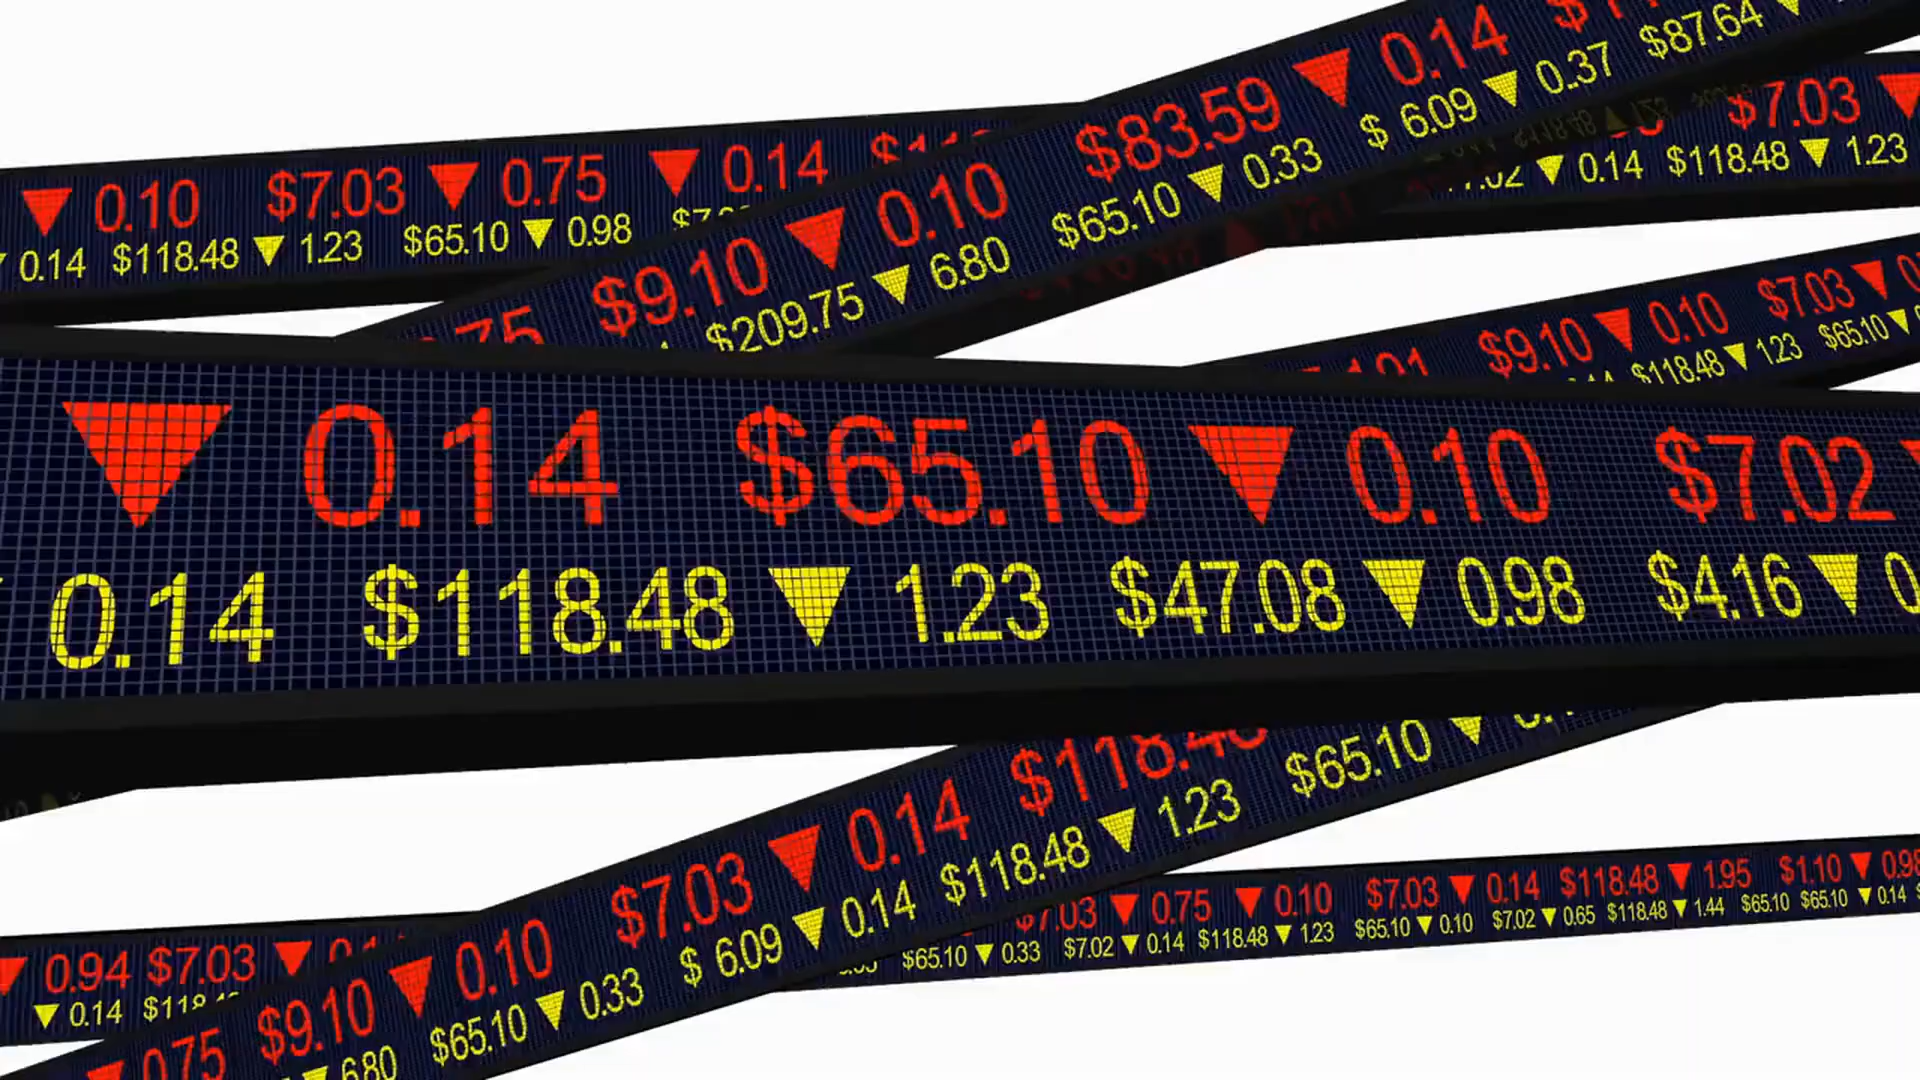 ▼ 0.10 $7.03 ▼ 0.75 ▼ 0.14
0.14 $118.48 ▼ 1.23 $65.10 ▼ 0.98
$9.10 ▼ 0.10 $83.59 ▼ 0.14
$209.75 ▼ 6.80 $65.10 ▼ 0.33 $ 6.09 ▼ 0.37 $87.64 ▼
$7.03 ▼
▼ 0.14 $118.48 ▼ 1.23
$9.10 ▼ 0.10 $7.03 ▼
$118.48 ▼ 1.23 $65.10 ▼
▼ 0.14 $65.10 ▼ 0.10 $7.02
0.14 $118.48 ▼ 1.23 $47.08 ▼ 0.98 $4.16 ▼
▼ 0.75 $9.10 ▼ 0.10 $7.03 ▼ 0.14 $118.48
▼ 6.80 $65.10 ▼ 0.33 $ 6.09 ▼ 0.14 $118.48 ▼ 1.23 $65.10 ▼
▼ 0.94 $7.03 ▼
▼ 0.14
$7.03 ▼ 0.75 ▼ 0.10 $7.03 ▼ 0.14 $118.48 ▼ 1.95 $1.10 ▼ 0.98
$65.10 ▼ 0.33 $7.02 ▼ 0.14 $118.48 ▼ 1.23 $65.10 ▼ 0.10 $7.02 ▼ 0.65 $118.48 ▼ 1.44 $65.10 $65.10 ▼ 0.14